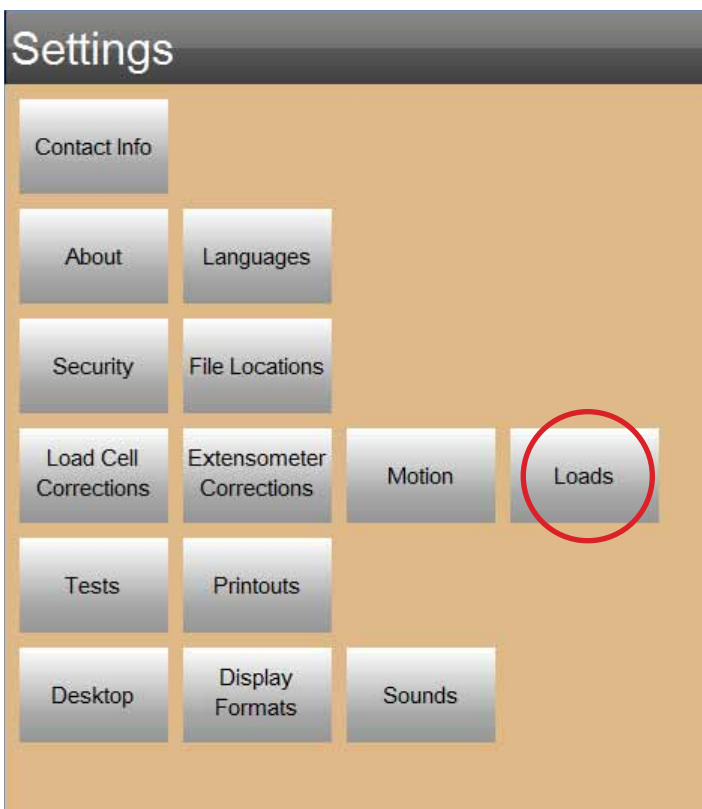 Settings
Contact Info
About
Languages
Security
File Locations
Load Cell
Corrections
Extensometer
Corrections
Motion
Loads
Tests
Printouts
Desktop
Display
Formats
Sounds